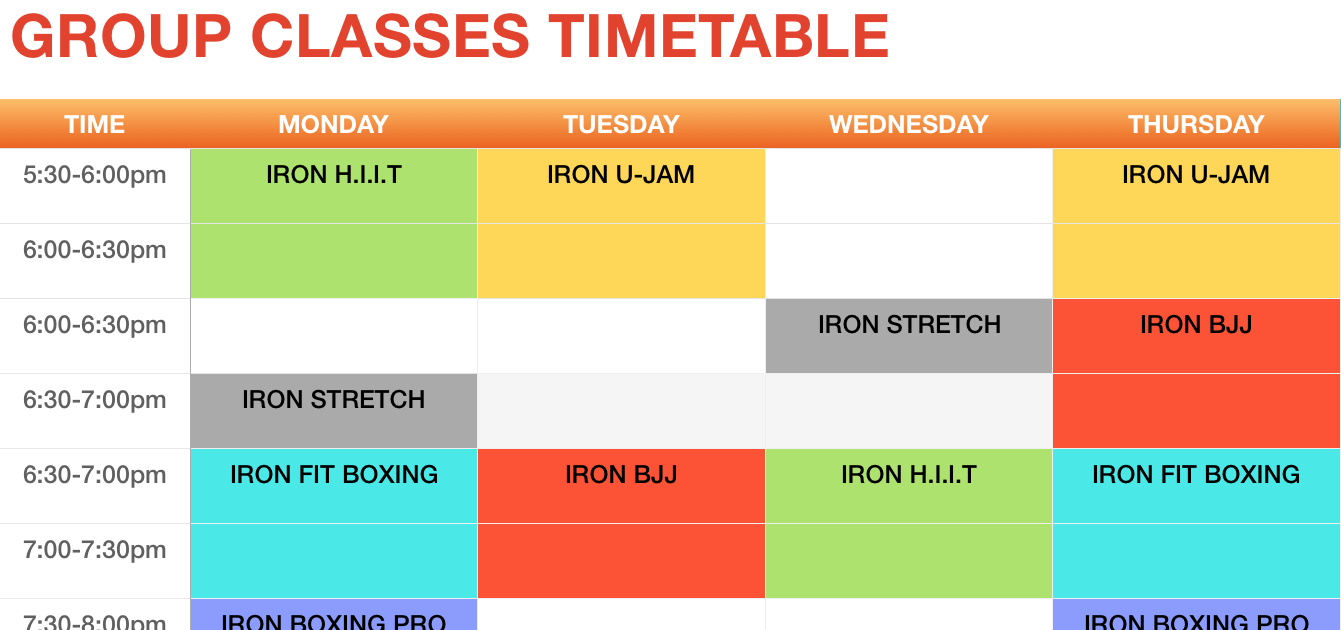 GROUP CLASSES TIMETABLE
TIME MONDAY TUESDAY WEDNESDAY THURSDAY
5:30-6:00pm IRON H.I.I.T IRON U-JAM IRON U-JAM
6:00-6:30pm
6:00-6:30pm IRON STRETCH IRON BJJ
6:30-7:00pm IRON STRETCH
6:30-7:00pm IRON FIT BOXING IRON BJJ IRON H.I.I.T IRON FIT BOXING
7:00-7:30pm
7:30-8:00pm IRON BOXING PRO IRON BOXING PRO